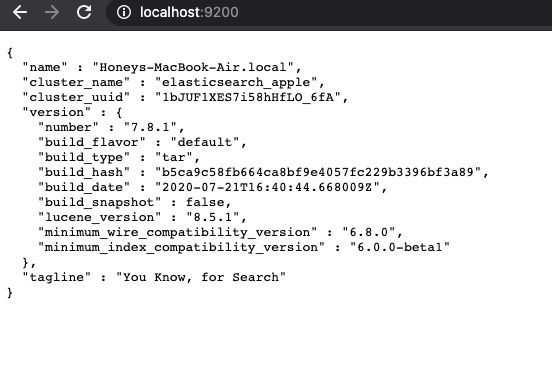 localhost:9200
{
  "name" : "Honeys-MacBook-Air.local",
  "cluster_name" : "elasticsearch_apple",
  "cluster_uuid" : "1bJUF1XES7i58hHfLO_6fA",
  "version" : {
    "number" : "7.8.1",
    "build_flavor" : "default",
    "build_type" : "tar",
    "build_hash" : "b5ca9c58fb664ca8bf9e4057fc229b3396bf3a89",
    "build_date" : "2020-07-21T16:40:44.668009Z",
    "build_snapshot" : false,
    "lucene_version" : "8.5.1",
    "minimum_wire_compatibility_version" : "6.8.0",
    "minimum_index_compatibility_version" : "6.0.0-beta1"
  },
  "tagline" : "You Know, for Search"
}